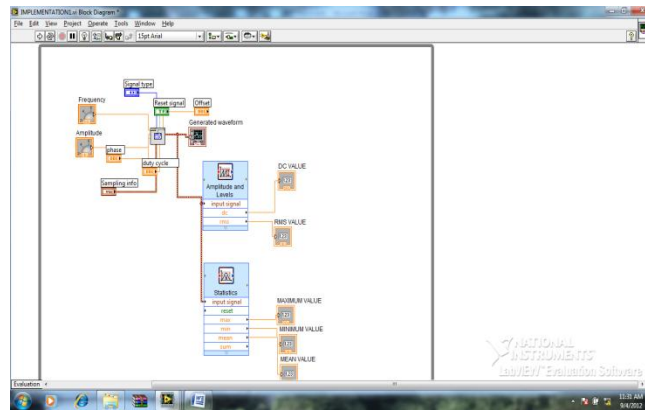 IMPLEMENTATION1.vi Block Diagram *
File Edit View Project Operate Tools Window Help
15pt Arial
Signal type
Frequency
Reset signal
Offset
Generated waveform
Amplitude
phase
duty cycle
Sampling info
Amplitude and
Levels
input signal
dc
rms
DC VALUE
RMS VALUE
Statistics
input signal
reset
max
min
mean
sum
MAXIMUM VALUE
MINIMUM VALUE
MEAN VALUE
NATIONAL
INSTRUMENTS
LabVIEW Evaluation Software
Evaluation
11:31 AM
9/4/2012